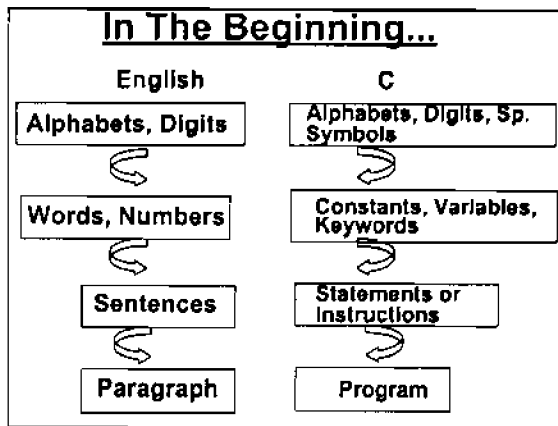 In The Beginning...
English
C
Alphabets, Digits
Alphabets, Digits, Sp.
Symbols
Words, Numbers
Constants, Variables,
Keywords
Sentences
Statements or
Instructions
Paragraph
Program